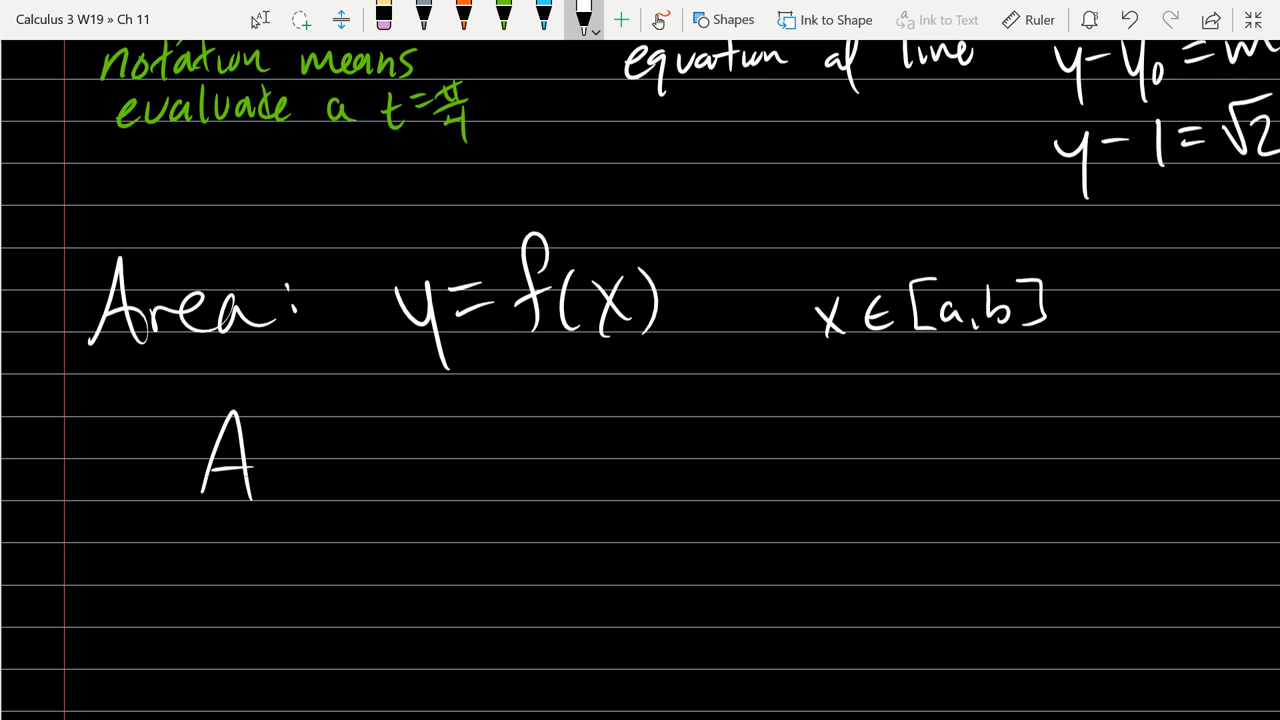 Calculus 3 W19 » Ch 11
Shapes
Ink to Shape
Ink to Text
Ruler
notation means
evaluate a t=π/4
equation of line
y-y₀=m
y-1=√2
Area: y=f(x) x∈[a,b]
A